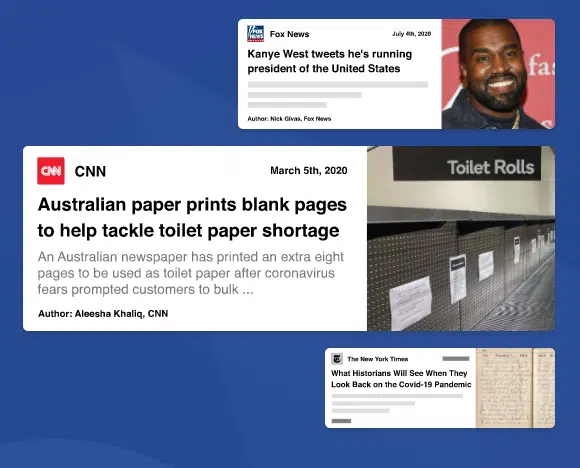 Fox News
July 4th, 2020
Kanye West tweets he's running
president of the United States
Author: Nick Givas, Fox News
CNN
CNN
March 5th, 2020
Australian paper prints blank pages
to help tackle toilet paper shortage
An Australian newspaper has printed an extra eight
pages to be used as toilet paper after coronavirus
fears prompted customers to bulk ...
Author: Aleesha Khaliq, CNN
Toilet Rolls
The New York Times
What Historians Will See When They
Look Back on the Covid-19 Pandemic